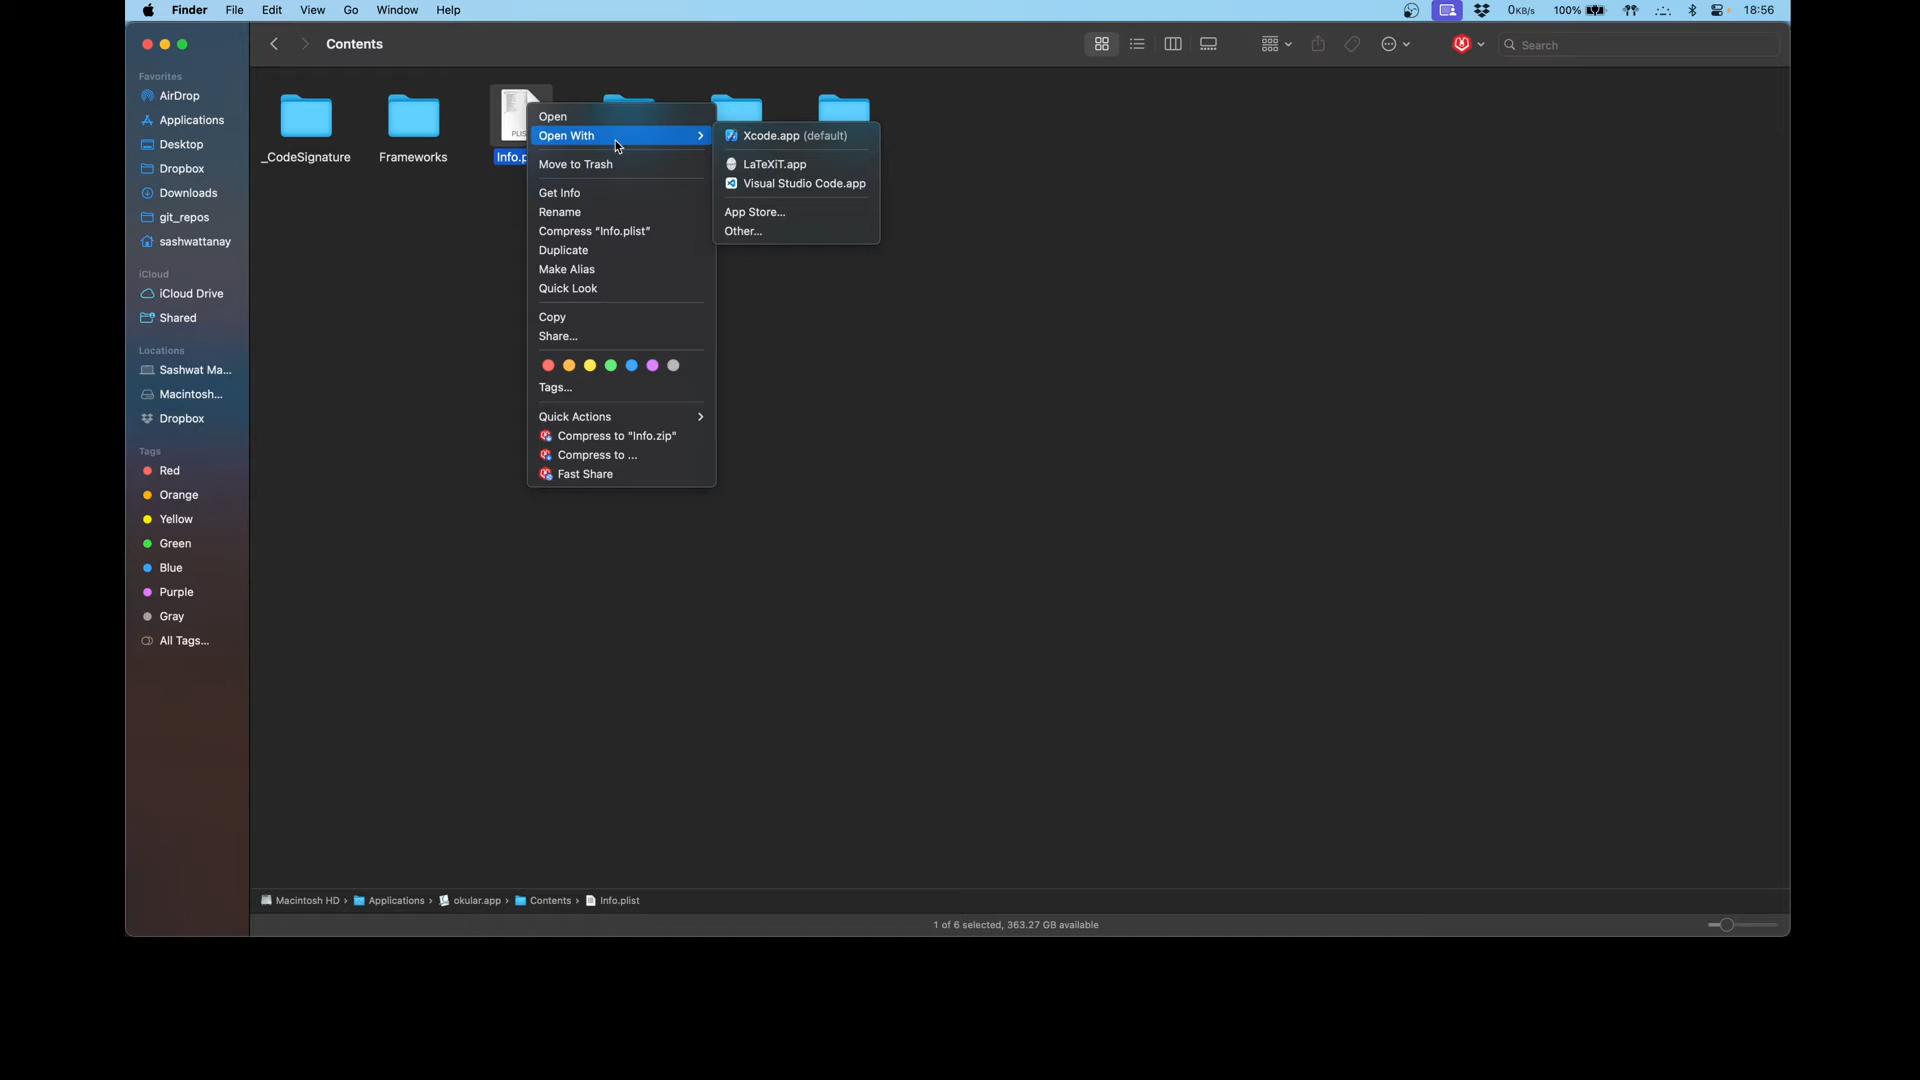 Finder File Edit View Go Window Help 0KB/s 100% 18:56
Contents
Search
Favorites
AirDrop
Applications
Desktop
Dropbox
Downloads
git_repos
sashwattanay
iCloud
iCloud Drive
Shared
Locations
Sashwat Ma...
Macintosh...
Dropbox
Tags
Red
Orange
Yellow
Green
Blue
Purple
Gray
All Tags...
_CodeSignature
Frameworks
PLIS
Info.p
Open
Open With
Move to Trash
Get Info
Rename
Compress “Info.plist”
Duplicate
Make Alias
Quick Look
Copy
Share...
Tags...
Quick Actions
Compress to "Info.zip"
Compress to ...
Fast Share
Xcode.app (default)
LaTeXiT.app
Visual Studio Code.app
App Store...
Other...
Macintosh HD › Applications › okular.app › Contents › Info.plist
1 of 6 selected, 363.27 GB available